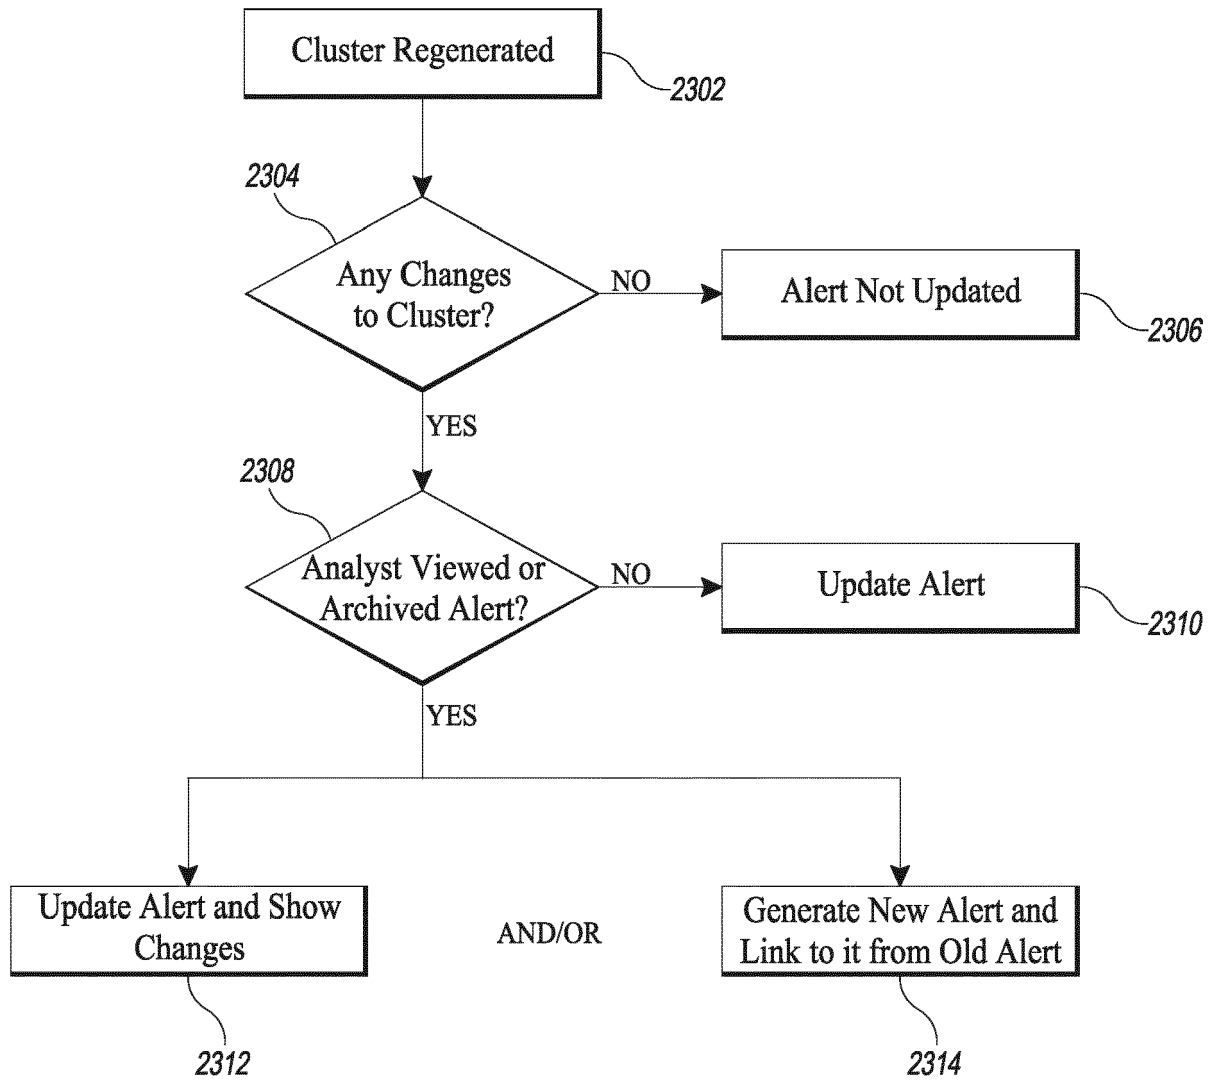 Cluster Regenerated
2302
2304
Any Changes
to Cluster?
NO
Alert Not Updated
2306
YES
2308
Analyst Viewed or
Archived Alert?
NO
Update Alert
2310
YES
Update Alert and Show
Changes
AND/OR
Generate New Alert and
Link to it from Old Alert
2312
2314